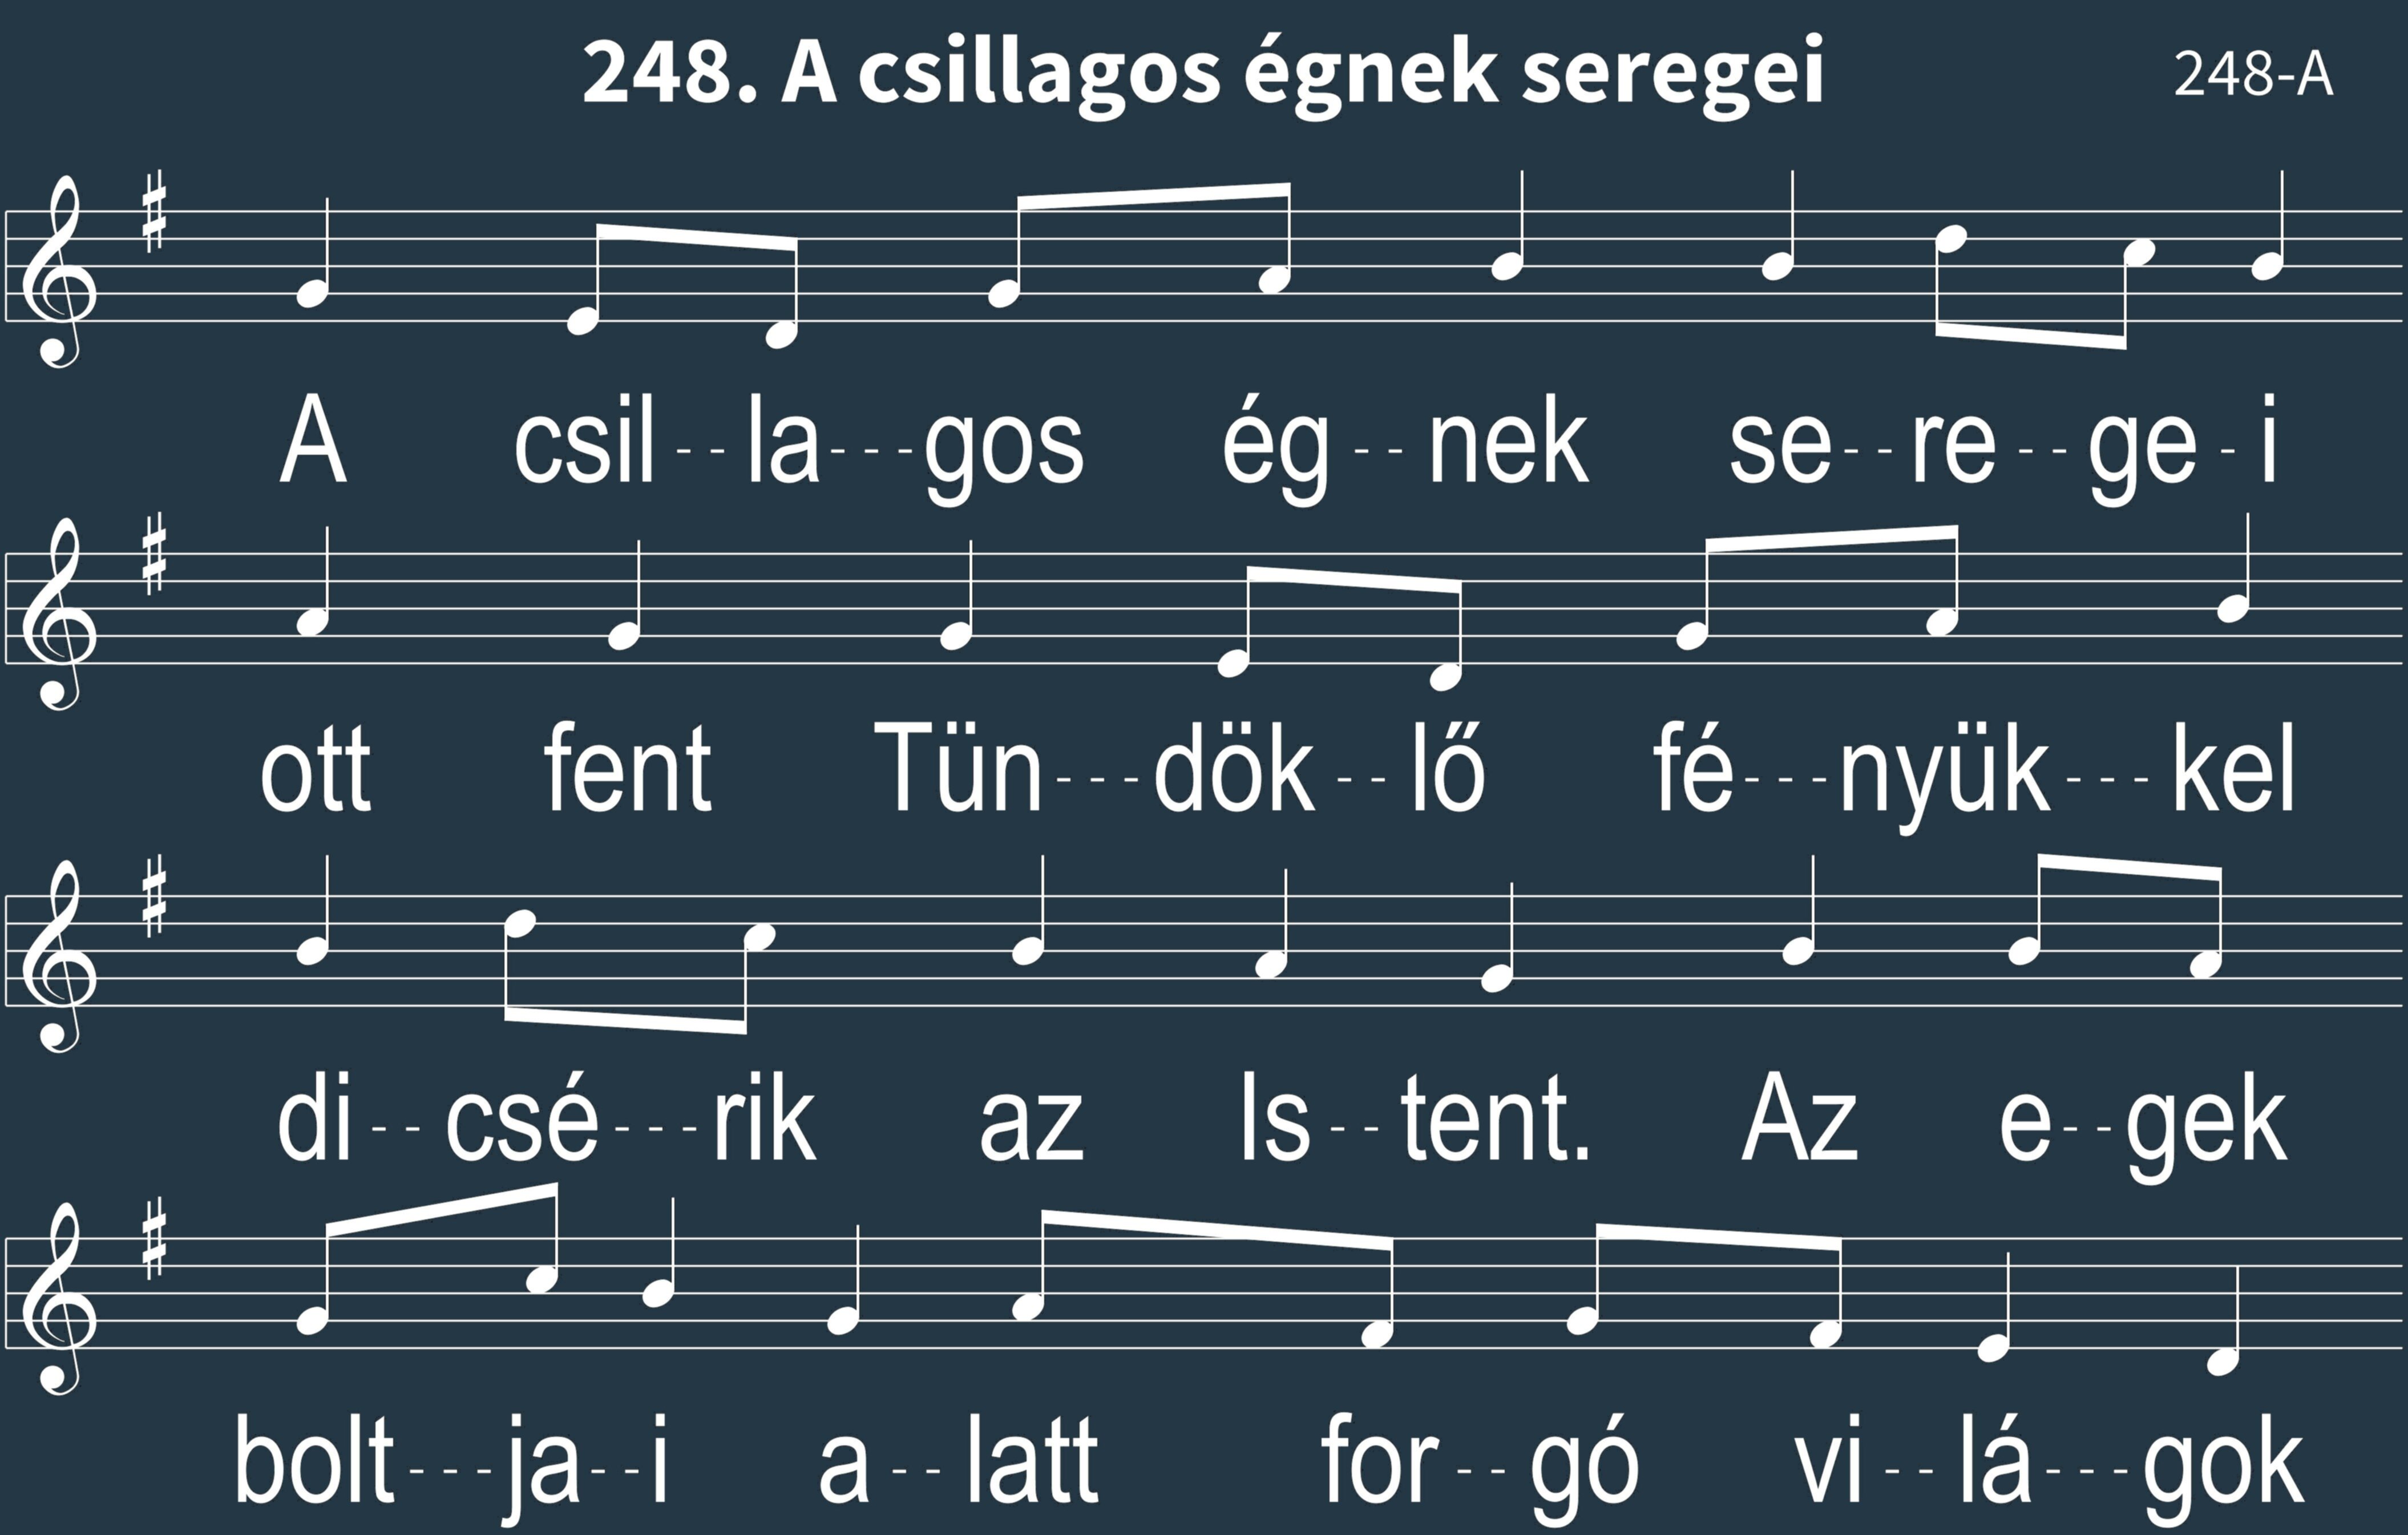 248. A csillagos égnek seregei 248-A
A csil--la---gos ég--nek se--re--ge-i
ott fent Tün---dök--lő fé---nyük---kel
di--csé---rik az Is--tent. Az e--gek
bolt---ja--i a--latt for--gó vi--lá---gok